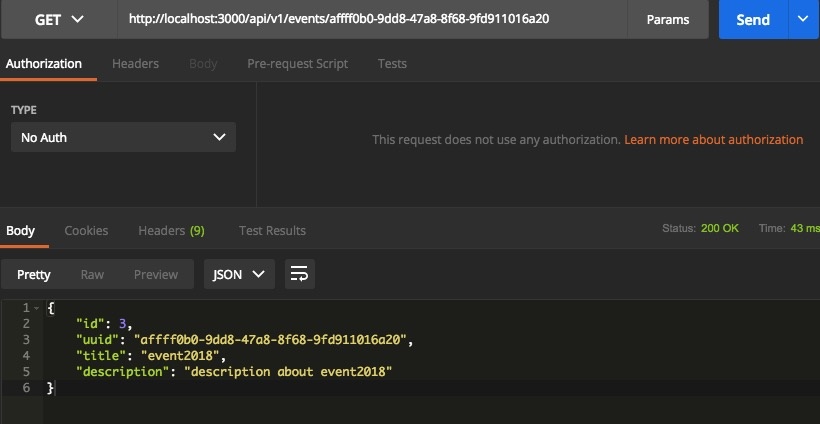 GET http://localhost:3000/api/v1/events/affff0b0-9dd8-47a8-8f68-9fd911016a20 Params Send
Authorization Headers Body Pre-request Script Tests
TYPE
No Auth
This request does not use any authorization. Learn more about authorization
Body Cookies Headers (9) Test Results Status: 200 OK Time: 43 ms
Pretty Raw Preview JSON
1 {
2 "id": 3,
3 "uuid": "affff0b0-9dd8-47a8-8f68-9fd911016a20",
4 "title": "event2018",
5 "description": "description about event2018"
6 }